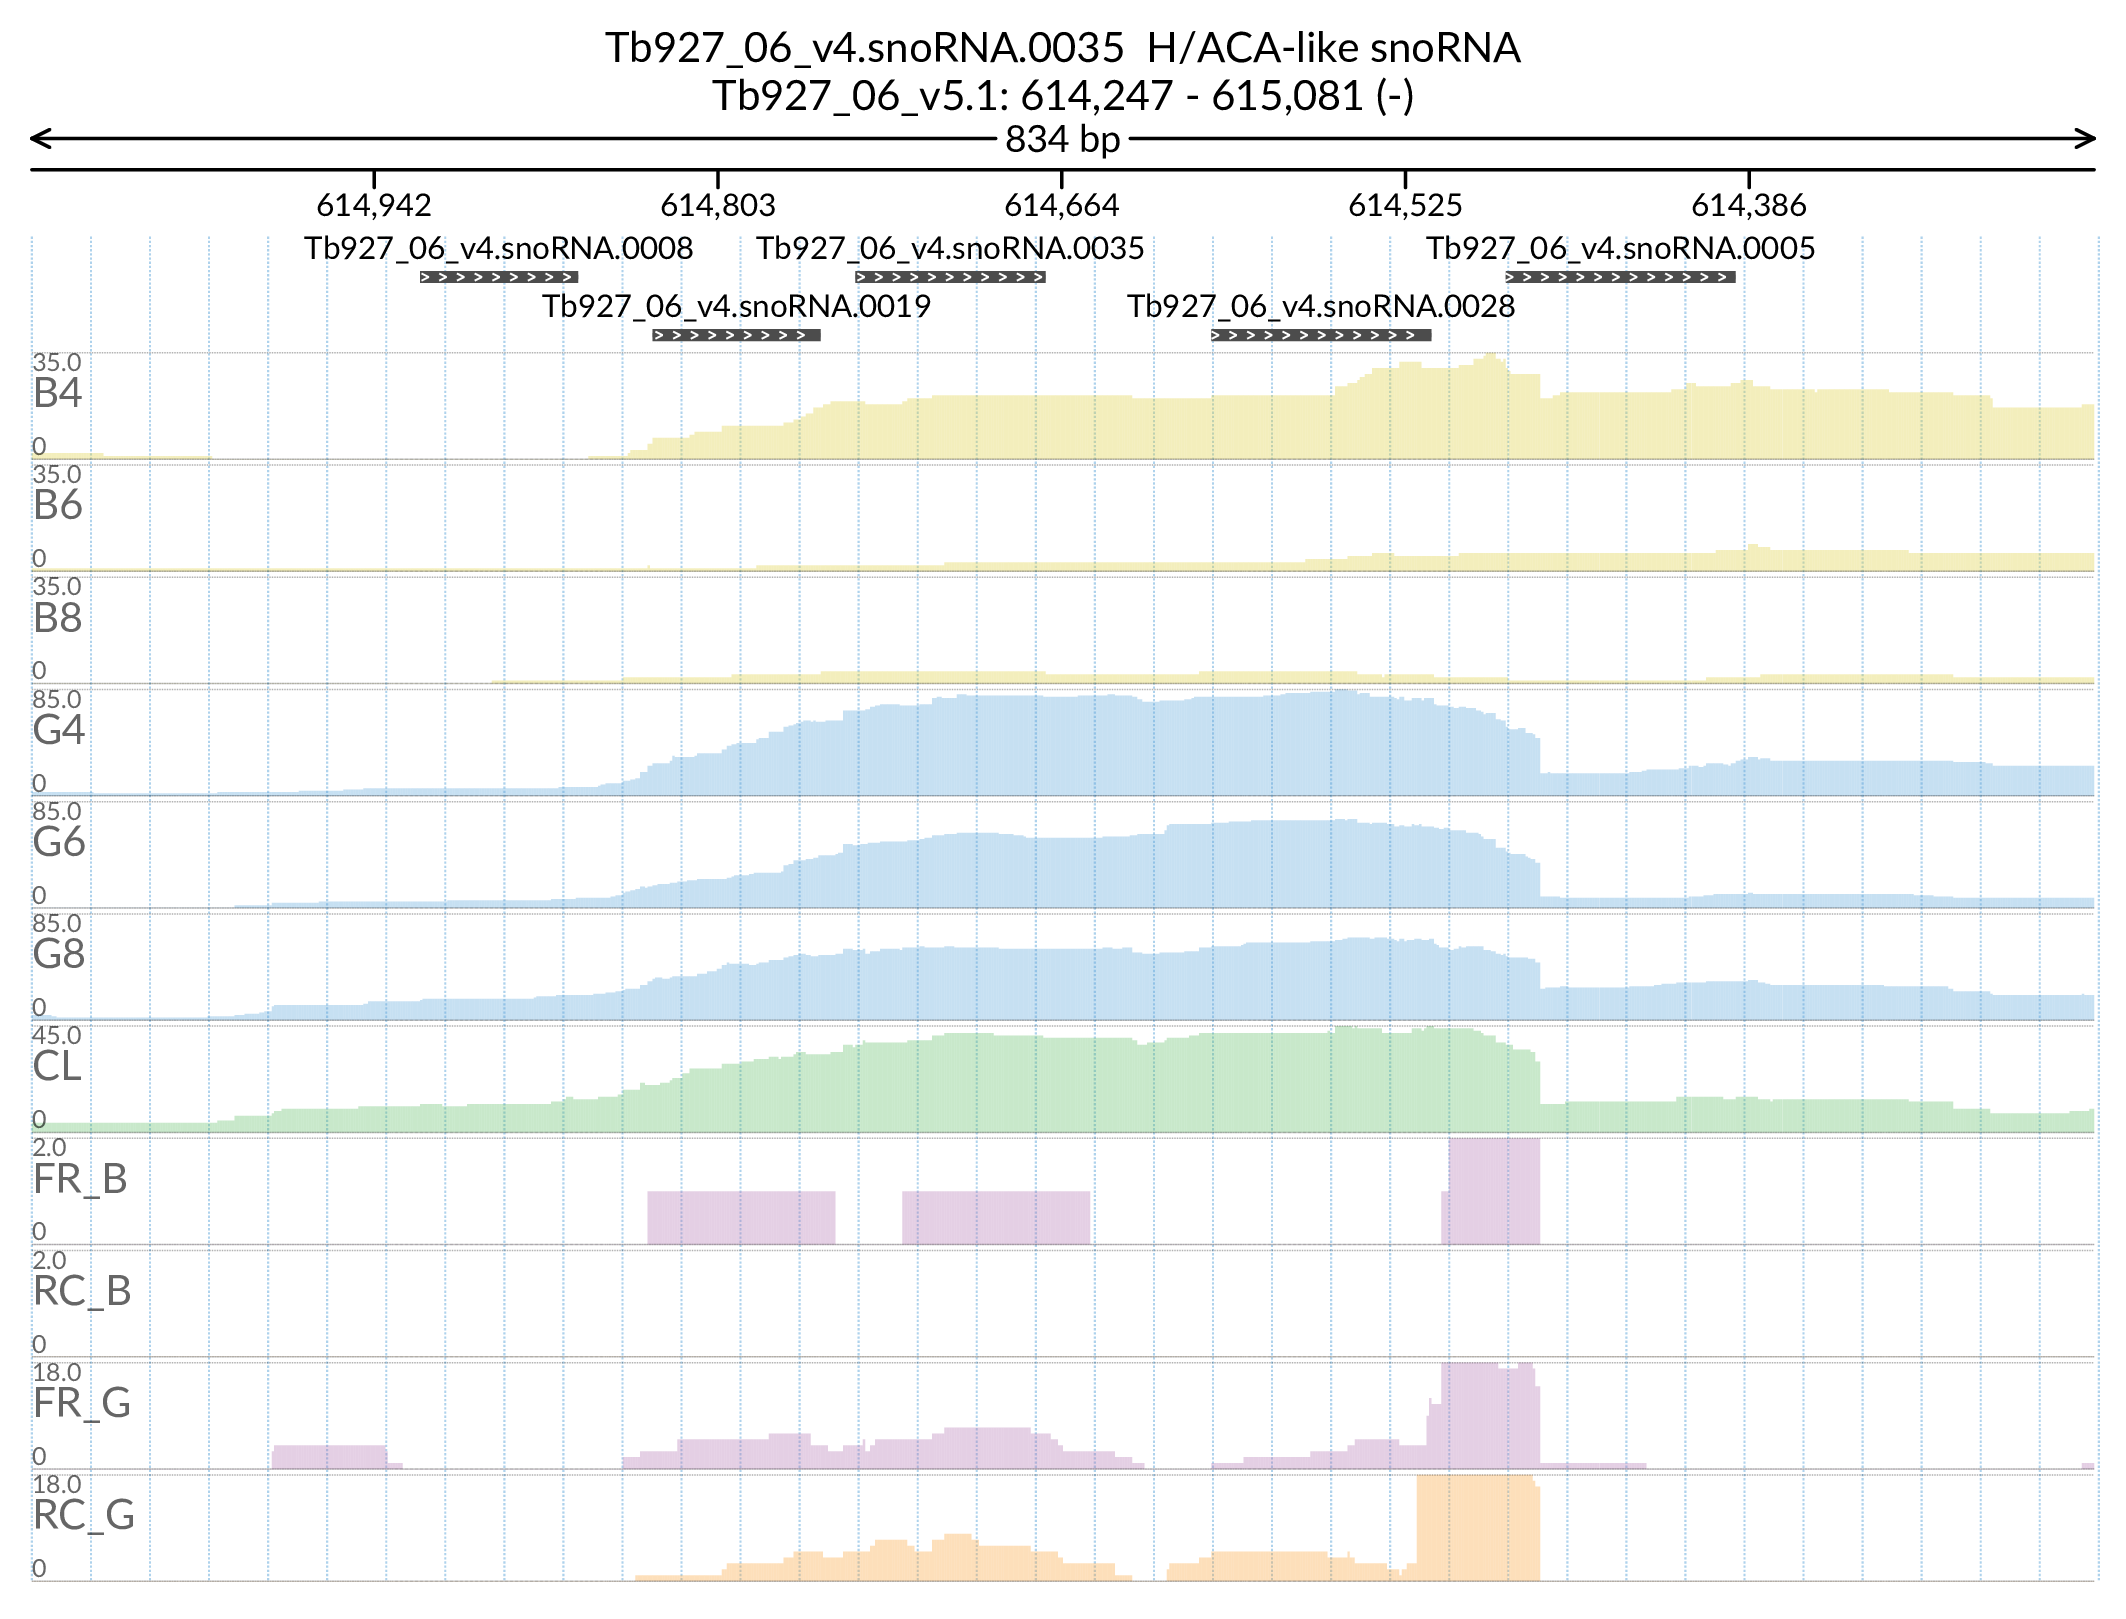 Tb927_06_v4.snoRNA.0035 H/ACA-like snoRNA
Tb927_06_v5.1: 614,247 - 615,081 (-)
834 bp
614,942 614,803 614,664 614,525 614,386
Tb927_06_v4.snoRNA.0008 Tb927_06_v4.snoRNA.0035 Tb927_06_v4.snoRNA.0005
Tb927_06_v4.snoRNA.0019 Tb927_06_v4.snoRNA.0028
35.0
B4
0
35.0
B6
0
35.0
B8
0
85.0
G4
0
85.0
G6
0
85.0
G8
0
45.0
CL
0
2.0
FR_B
0
2.0
RC_B
0
18.0
FR_G
0
18.0
RC_G
0